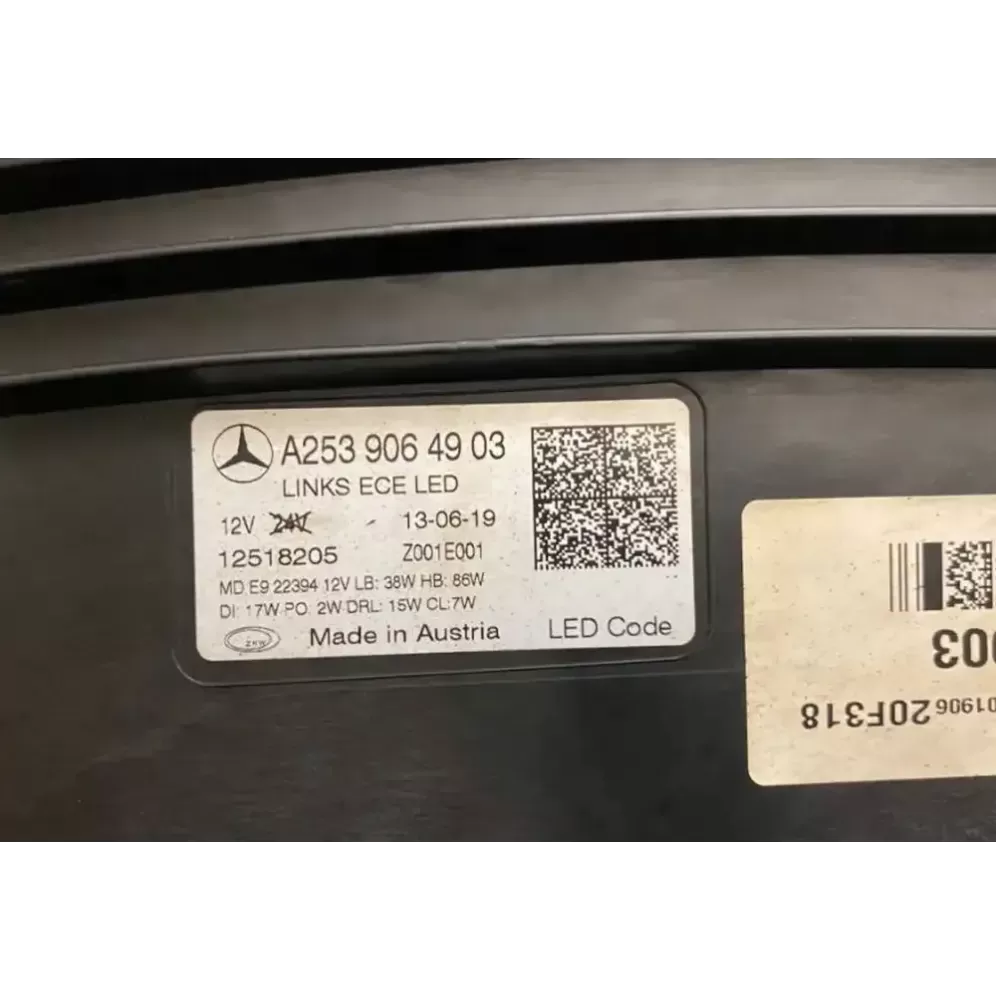 A253 906 49 03
LINKS ECE LED
12V 24V - 13-06-19
12518205 Z001E001
MD E9 22394 12V LB: 38W HB: 86W
DI: 17W PO: 2W DRL: 15W CL:7W
ZKW Made in Austria LED Code
003
01906 20F318